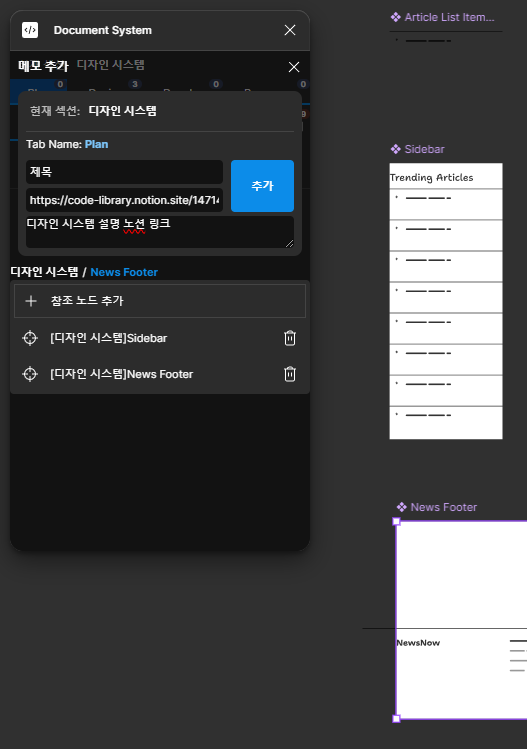 Document System
메모 추가 디자인 시스템
0 3 0 0
현재 섹션: 디자인 시스템
Tab Name: Plan
제목
추가
https://code-library.notion.site/14714
디자인 시스템 설명 노션 링크
디자인 시스템 / News Footer
참조 노드 추가
[디자인 시스템]Sidebar
[디자인 시스템]News Footer
Article List Item...
Sidebar
Trending Articles
News Footer
NewsNow